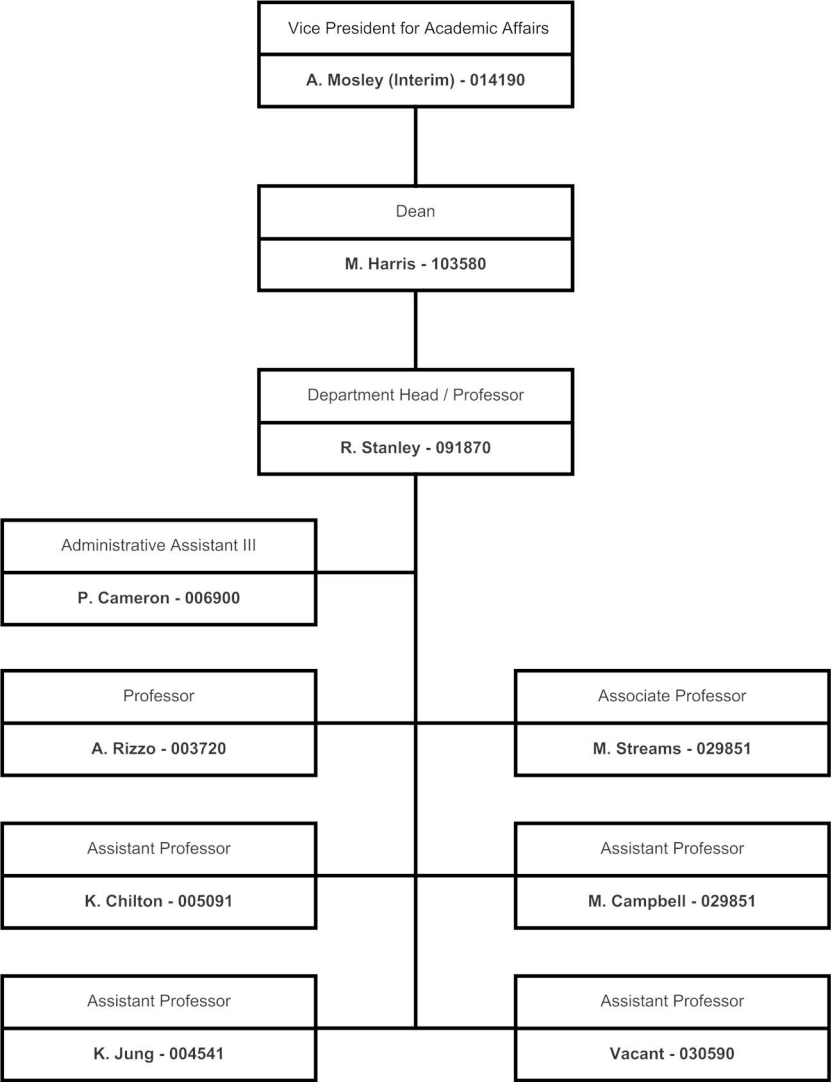 Vice President for Academic Affairs
A. Mosley (Interim) - 014190
Dean
M. Harris - 103580
Department Head / Professor
R. Stanley - 091870
Administrative Assistant III
P. Cameron - 006900
Professor
A. Rizzo - 003720
Associate Professor
M. Streams - 029851
Assistant Professor
K. Chilton - 005091
Assistant Professor
M. Campbell - 029851
Assistant Professor
K. Jung - 004541
Assistant Professor
Vacant - 030590